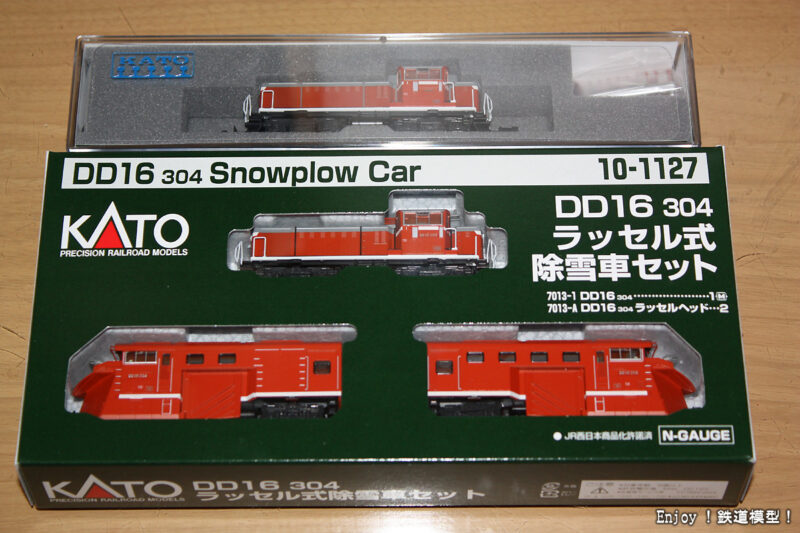 KATO
DD16 304 Snowplow Car 10-1127
KATO
PRECISION RAILROAD MODELS
DD16 304
ラッセル式
除雪車セット
7013-1 DD16 304 …………………1 M
7013-A DD16 304 ラッセルヘッド…2
●JR西日本商品化許諾済
N-GAUGE
KATO
PRECISION RAILROAD MODELS
DD16 304
ラッセル式除雪車セット
Enjoy！鉄道模型！